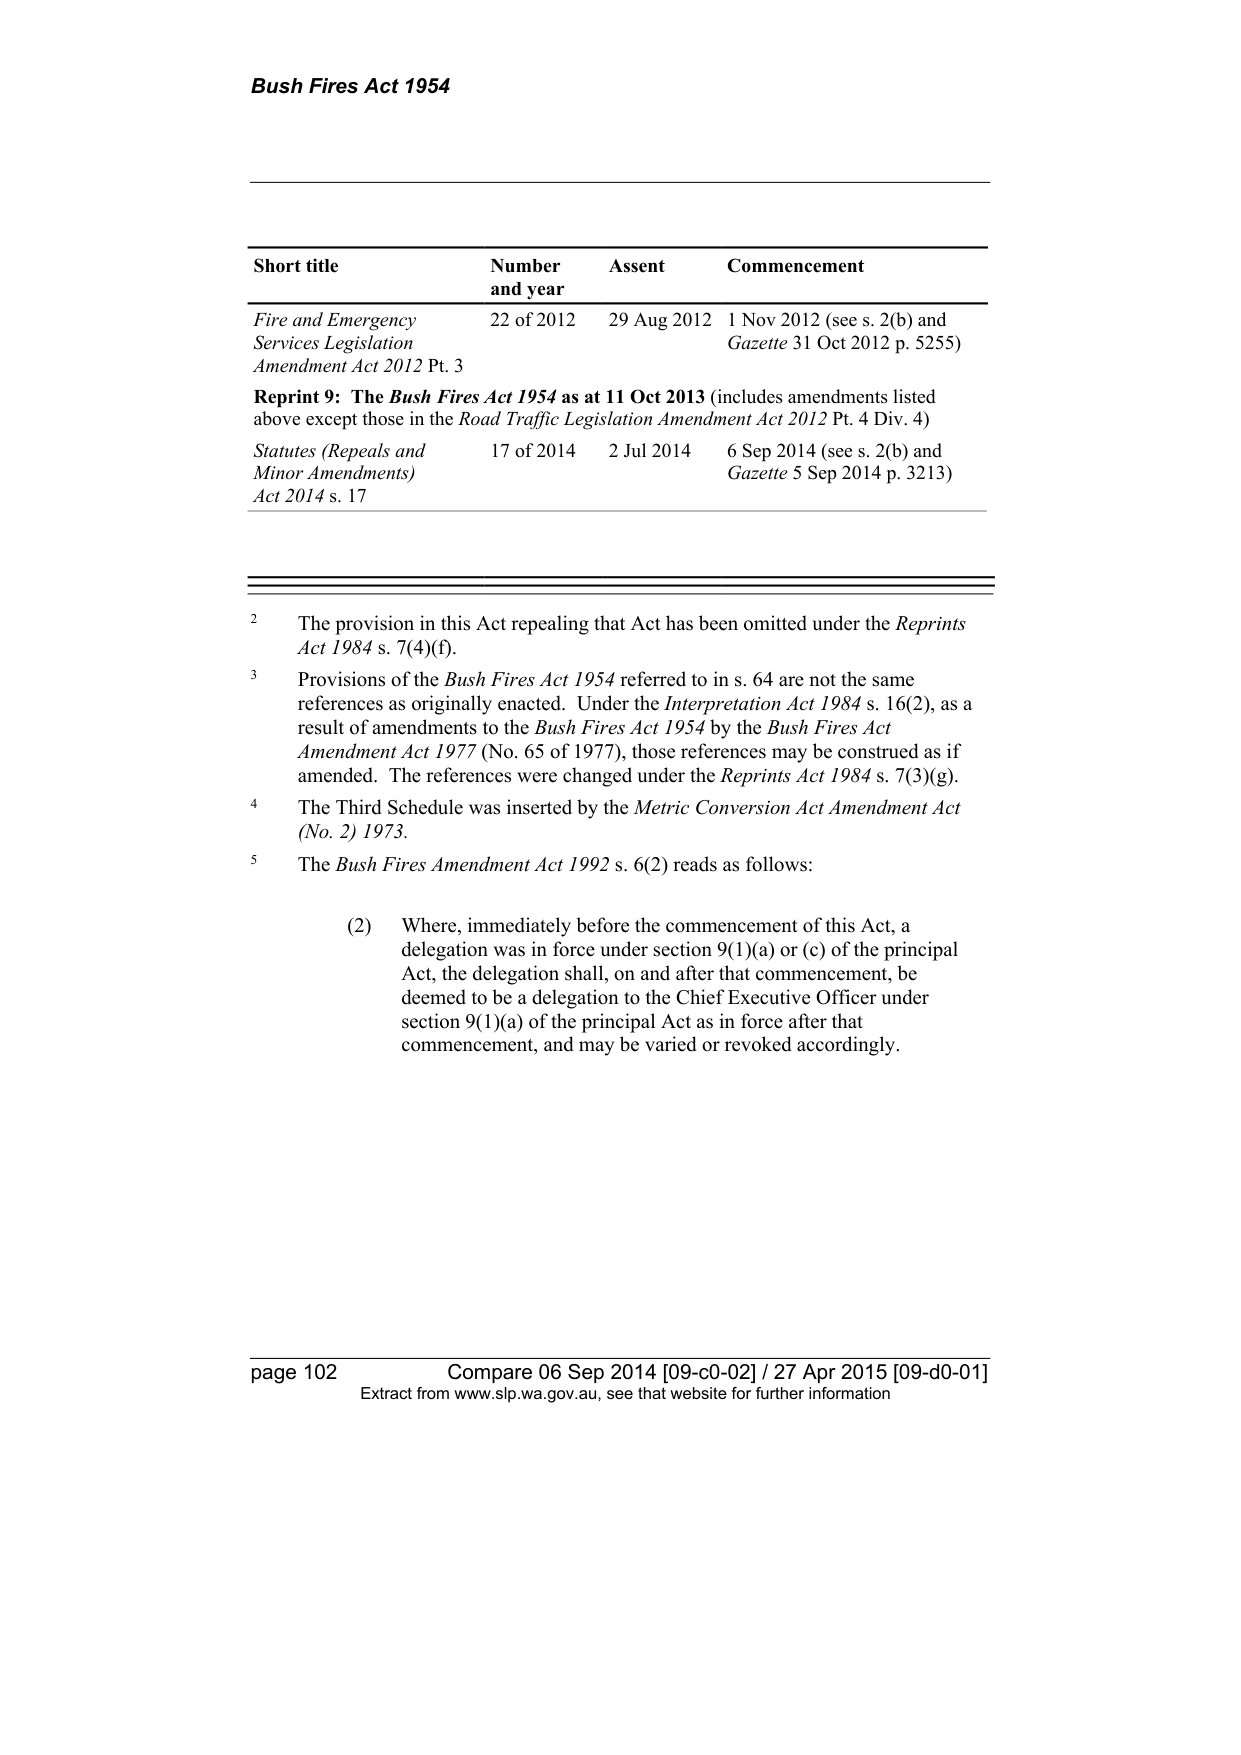 Bush Fires Act 1954
Short title Number and year Assent Commencement
Fire and Emergency Services Legislation Amendment Act 2012 Pt. 3 22 of 2012 29 Aug 2012 1 Nov 2012 (see s. 2(b) and Gazette 31 Oct 2012 p. 5255)
Reprint 9: The Bush Fires Act 1954 as at 11 Oct 2013 (includes amendments listed
above except those in the Road Traffic Legislation Amendment Act 2012 Pt. 4 Div. 4)
Statutes (Repeals and Minor Amendments) Act 2014 s. 17 17 of 2014 2 Jul 2014 6 Sep 2014 (see s. 2(b) and Gazette 5 Sep 2014 p. 3213)
2 The provision in this Act repealing that Act has been omitted under the Reprints
Act 1984 s. 7(4)(f).
3 Provisions of the Bush Fires Act 1954 referred to in s. 64 are not the same
references as originally enacted. Under the Interpretation Act 1984 s. 16(2), as a
result of amendments to the Bush Fires Act 1954 by the Bush Fires Act
Amendment Act 1977 (No. 65 of 1977), those references may be construed as if
amended. The references were changed under the Reprints Act 1984 s. 7(3)(g).
4 The Third Schedule was inserted by the Metric Conversion Act Amendment Act
(No. 2) 1973.
5 The Bush Fires Amendment Act 1992 s. 6(2) reads as follows:
(2) Where, immediately before the commencement of this Act, a
delegation was in force under section 9(1)(a) or (c) of the principal
Act, the delegation shall, on and after that commencement, be
deemed to be a delegation to the Chief Executive Officer under
section 9(1)(a) of the principal Act as in force after that
commencement, and may be varied or revoked accordingly.
page 102 Compare 06 Sep 2014 [09-c0-02] / 27 Apr 2015 [09-d0-01]
Extract from www.slp.wa.gov.au, see that website for further information